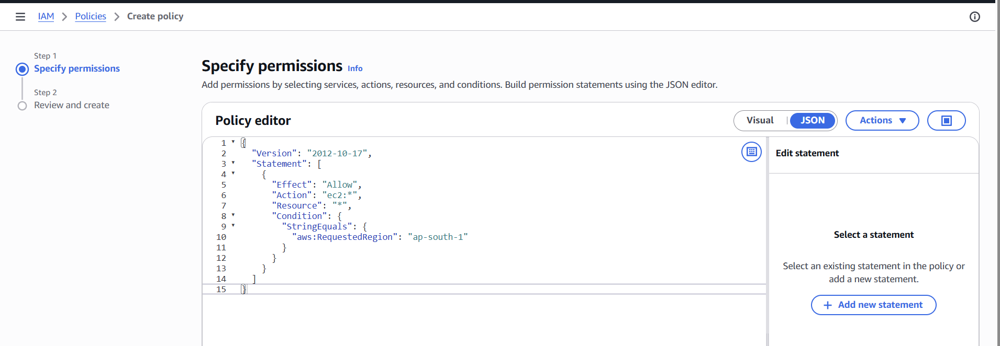 IAM > Policies > Create policy
Step 1
Specify permissions
Step 2
Review and create
Specify permissions Info
Add permissions by selecting services, actions, resources, and conditions. Build permission statements using the JSON editor.
Policy editor
Visual | JSON
Actions
1 {
2 "Version": "2012-10-17",
3 "Statement": [
4 {
5 "Effect": "Allow",
6 "Action": "ec2:*",
7 "Resource": "*",
8 "Condition": {
9 "StringEquals": {
10 "aws:RequestedRegion": "ap-south-1"
11 }
12 }
13 }
14 ]
15 }
Edit statement
Select a statement
Select an existing statement in the policy or
add a new statement.
+ Add new statement